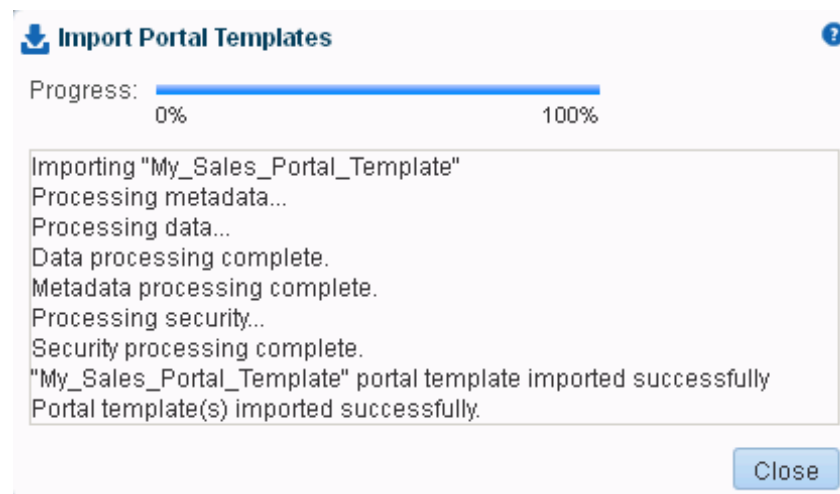 Import Portal Templates
?
Progress:
0% 100%
Importing "My_Sales_Portal_Template"
Processing metadata...
Processing data...
Data processing complete.
Metadata processing complete.
Processing security...
Security processing complete.
"My_Sales_Portal_Template" portal template imported successfully
Portal template(s) imported successfully.
Close